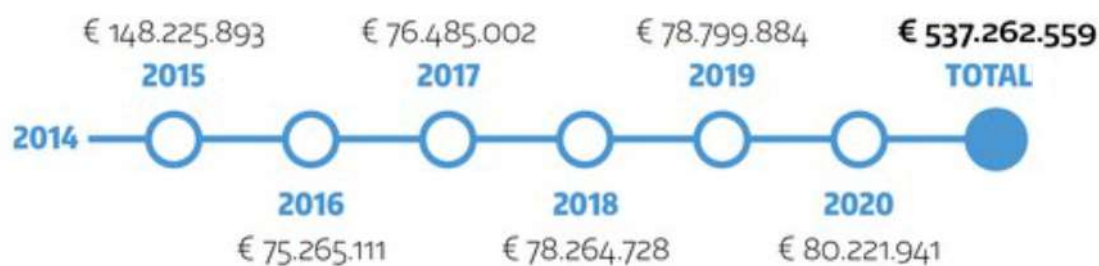 € 148.225.893 € 76.485.002 € 78.799.884 € 537.262.559
2015 2017 2019 TOTAL
2014
2016 2018 2020
€ 75.265.111 € 78.264.728 € 80.221.941